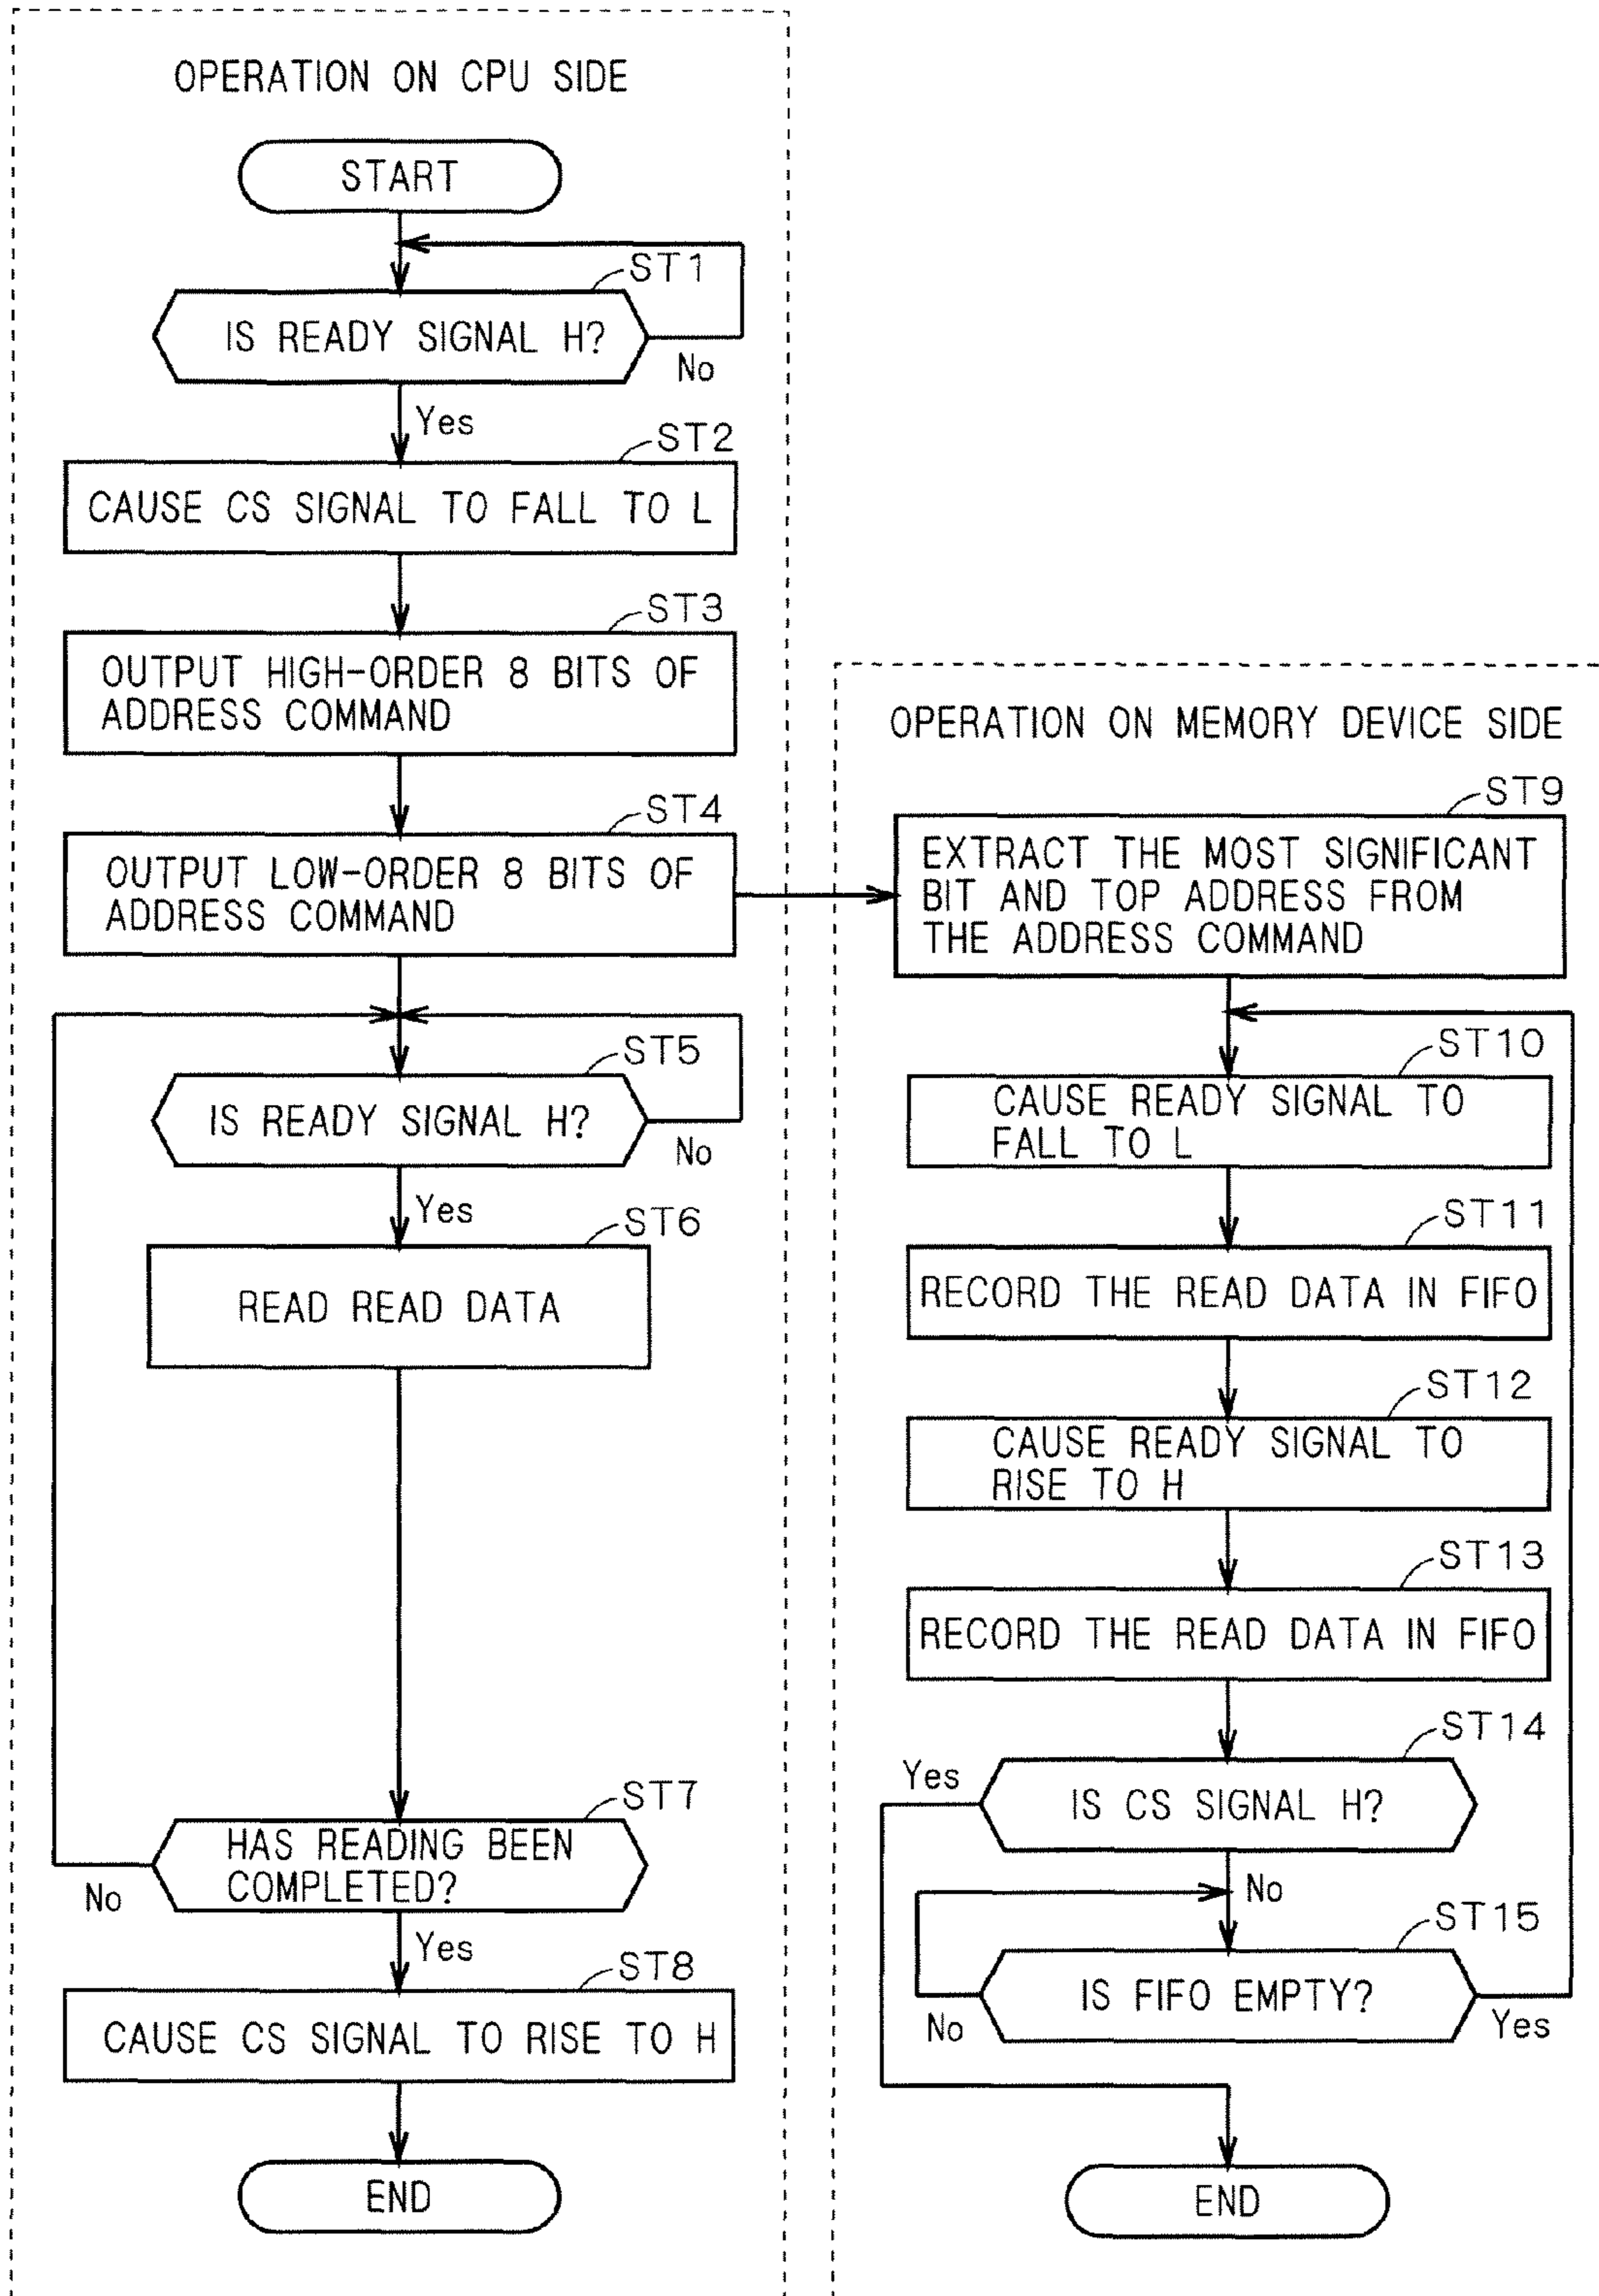 OPERATION ON CPU SIDE
START
ST1
IS READY SIGNAL H?
No
Yes
ST2
CAUSE CS SIGNAL TO FALL TO L
ST3
OUTPUT HIGH-ORDER 8 BITS OF
ADDRESS COMMAND
ST4
OUTPUT LOW-ORDER 8 BITS OF
ADDRESS COMMAND
ST5
IS READY SIGNAL H?
No
Yes
ST6
READ READ DATA
ST7
HAS READING BEEN
COMPLETED?
No
Yes
ST8
CAUSE CS SIGNAL TO RISE TO H
END
OPERATION ON MEMORY DEVICE SIDE
ST9
EXTRACT THE MOST SIGNIFICANT
BIT AND TOP ADDRESS FROM
THE ADDRESS COMMAND
ST10
CAUSE READY SIGNAL TO
FALL TO L
ST11
RECORD THE READ DATA IN FIFO
ST12
CAUSE READY SIGNAL TO
RISE TO H
ST13
RECORD THE READ DATA IN FIFO
ST14
Yes
IS CS SIGNAL H?
No
ST15
IS FIFO EMPTY?
No
Yes
END